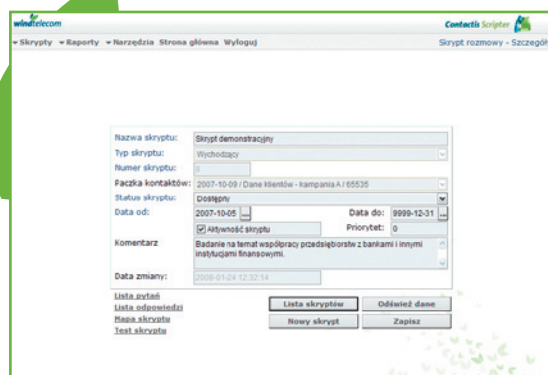 windtelecom Contactis Scripter
Skrypty Raporty Narzędzia Strona główna Wyloguj Skrypt rozmowy - Szczegół
Nazwa skryptu: Skrypt demonstracyjny
Typ skryptu: Wychodzący
Numer skryptu: 8
Paczka kontaktów: 2007-10-09 / Dane klientów - kampania A / 65535
Status skryptu: Dostępny
Data od: 2007-10-05 ... Data do: 9999-12-31 ...
Aktywność skryptu Priorytet: 0
Komentarz Badanie na temat współpracy przedsiębiorstw z bankami i innymi
instytucjami finansowymi.
Data zmiany: 2008-01-24 12:32:14
Lista pytań
Lista odpowiedzi Lista skryptów Odśwież dane
Mapa skryptu Nowy skrypt Zapisz
Test skryptu